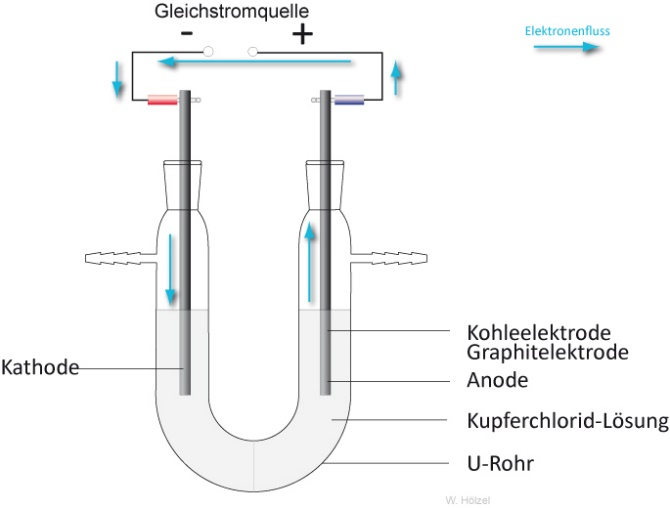 Gleichstromquelle
- +
Elektronenfluss
Kathode
Kohleelektrode
Graphitelektrode
Anode
Kupferchlorid-Lösung
U-Rohr
W. Hölzel